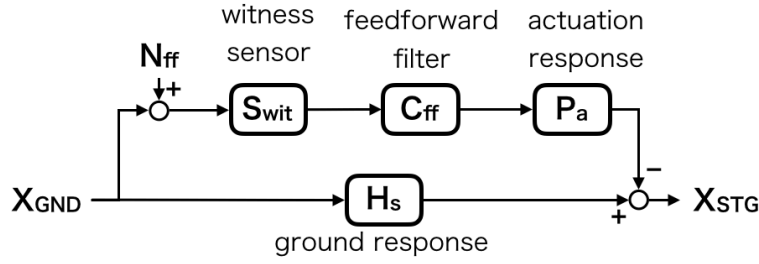 witness
sensor
feedforward
filter
actuation
response
Nff
+
Swit
Cff
Pa
−
XGND
Hs
+
XSTG
ground response